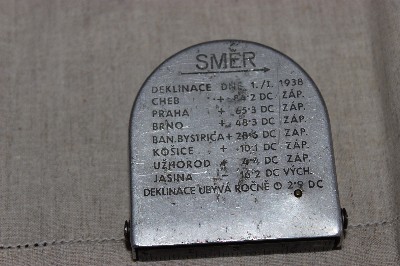 SMĚR
DEKLINACE DNE 1./I. 1938
CHEB + 84·2 DC ZÁP.
PRAHA + 65·3 DC ZÁP.
BRNO + 48·3 DC ZÁP.
BAN. BYSTRICA + 28·6 DC ZÁP.
KOŠICE + 10·1 DC ZÁP.
UŽHOROD + DC ZÁP.
JASINA 16·2 DC VÝCH.
DEKLINACE UBÝVÁ ROČNĚ O 2·9 DC